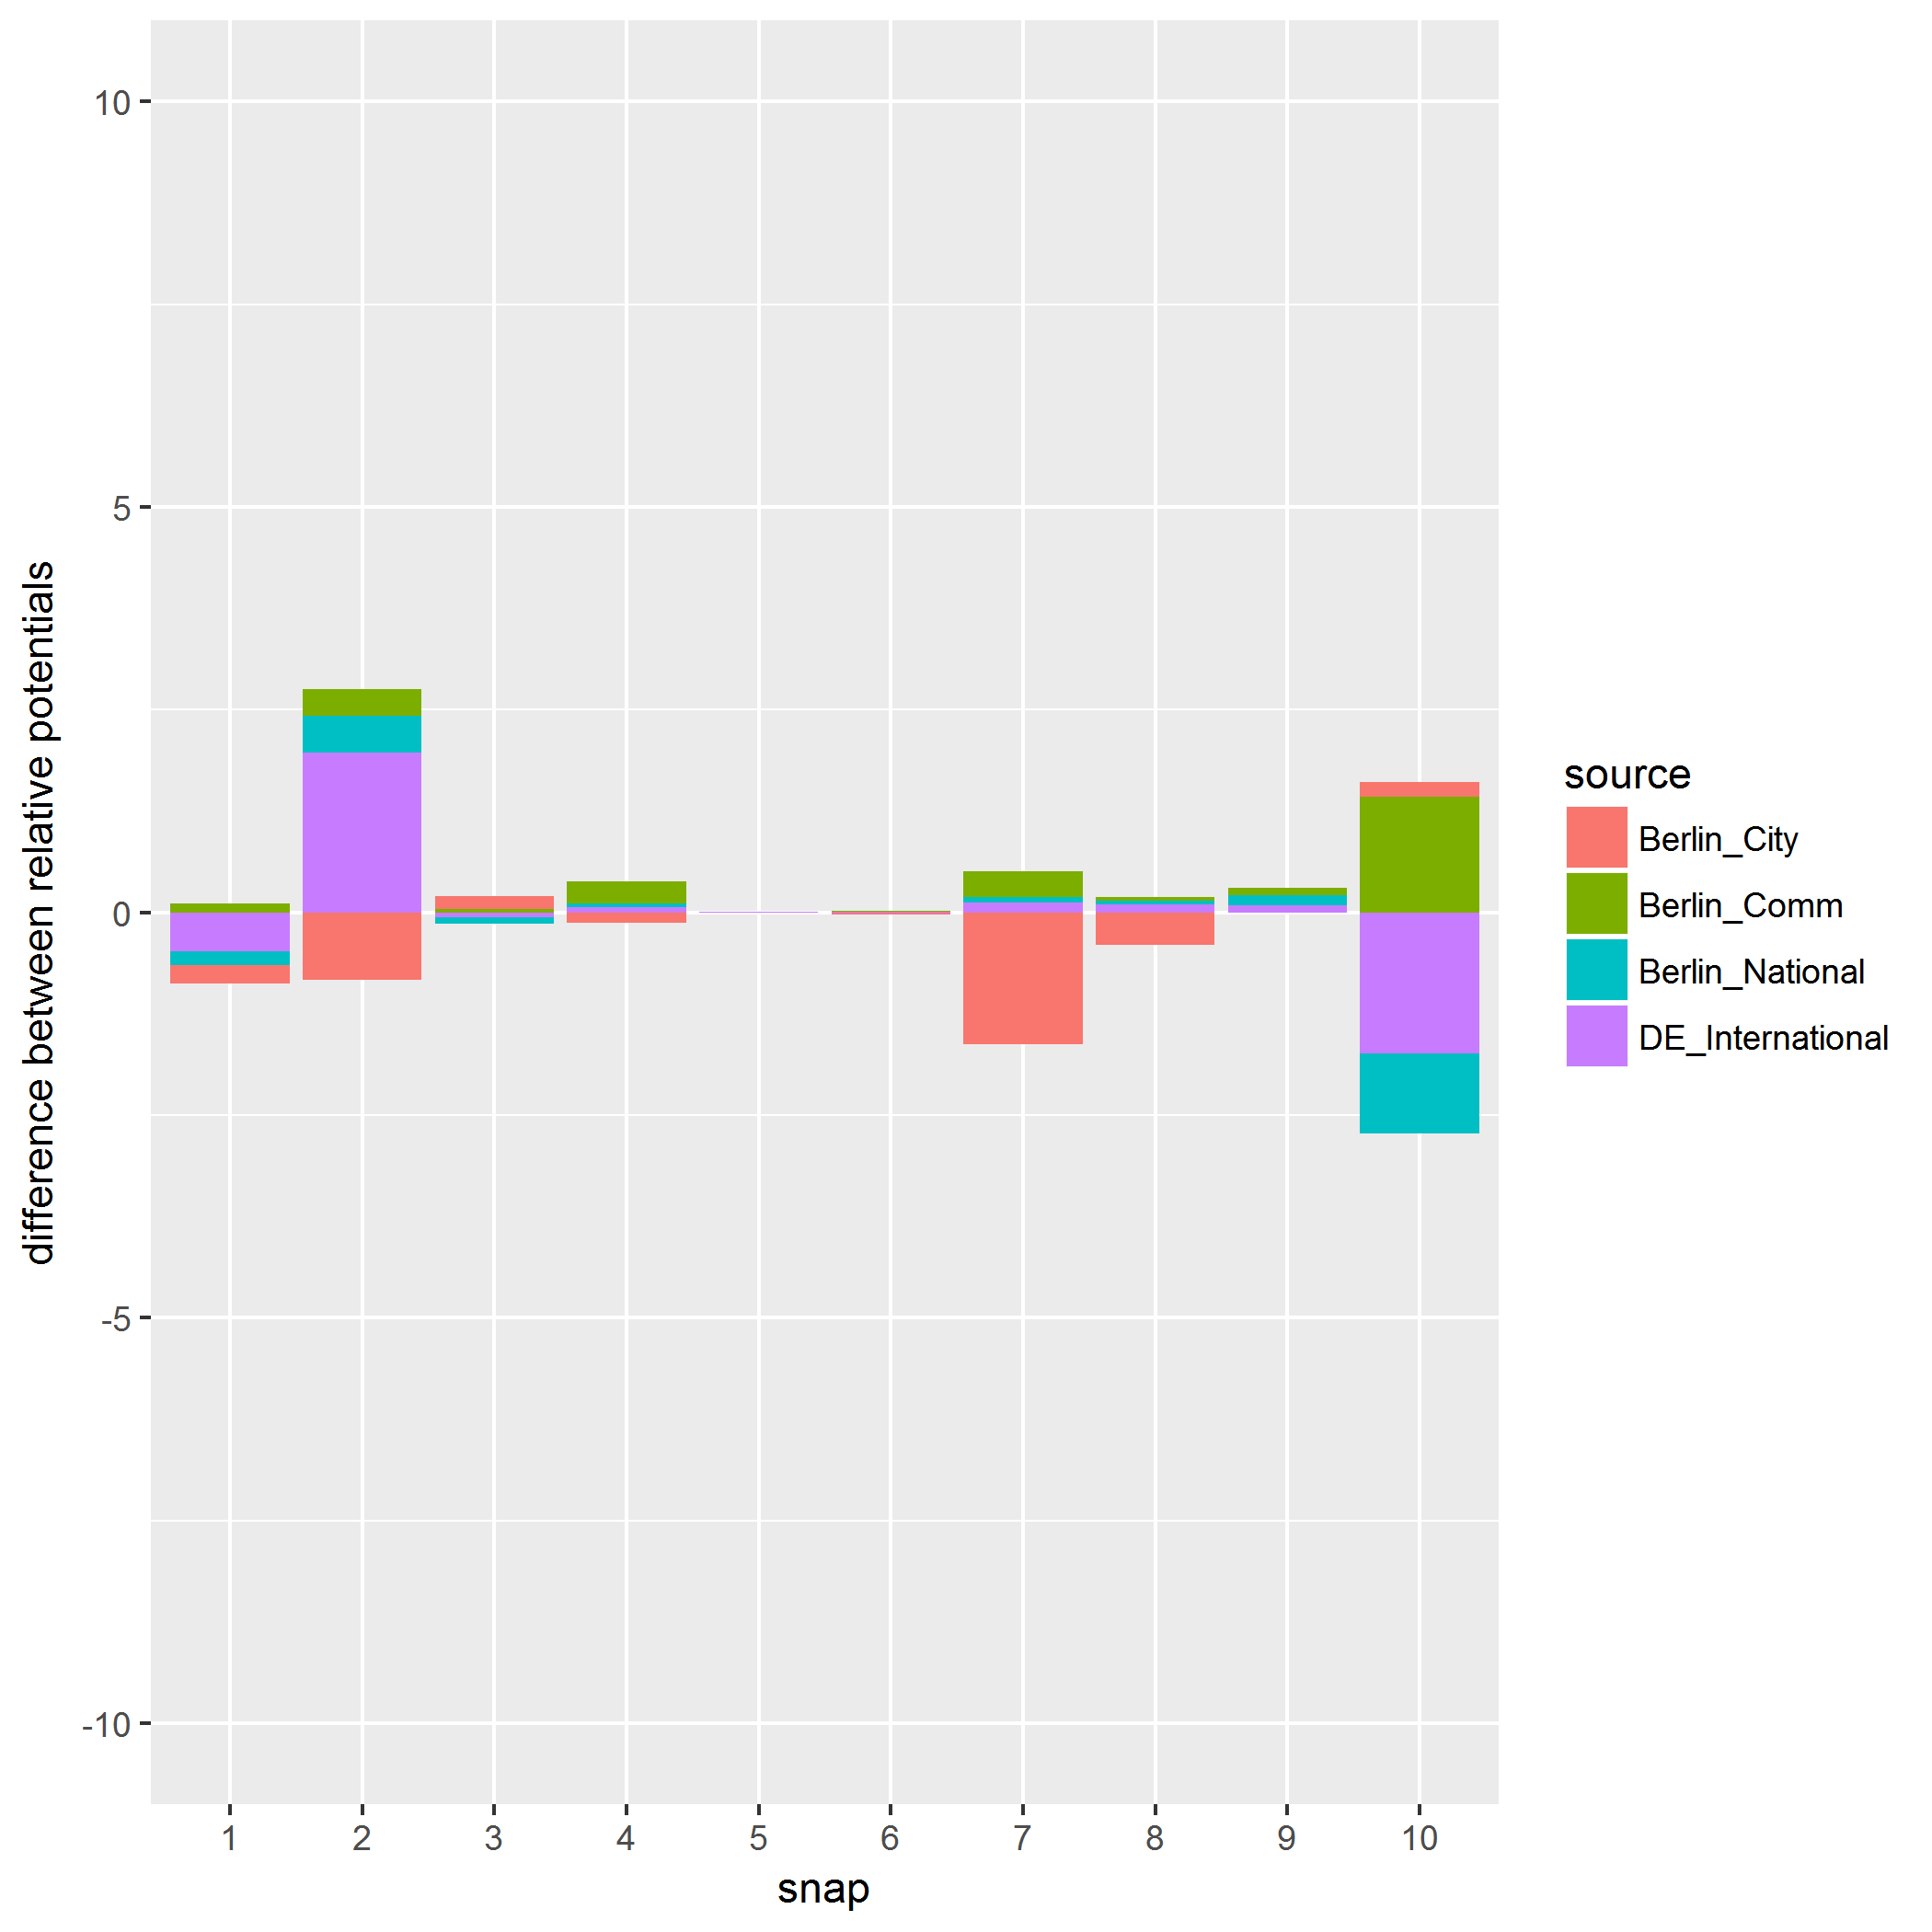 difference between relative potentials
10
5
0
-5
-10
1 2 3 4 5 6 7 8 9 10
snap
source
Berlin_City
Berlin_Comm
Berlin_National
DE_International